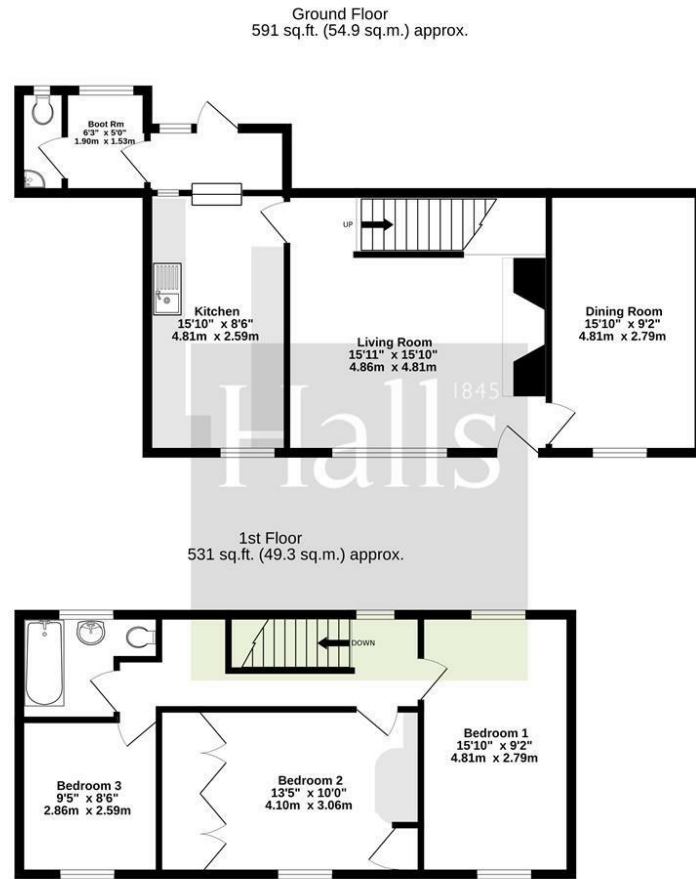 Ground Floor
591 sq.ft. (54.9 sq.m.) approx.
Boot Rm
6'3" x 5'0"
1.90m x 1.53m
UP
Kitchen
15'10" x 8'6"
4.81m x 2.59m
Living Room
15'11" x 15'10"
4.86m x 4.81m
Dining Room
15'10" x 9'2"
4.81m x 2.79m
1845
Halls
1st Floor
531 sq.ft. (49.3 sq.m.) approx.
DOWN
Bedroom 1
15'10" x 9'2"
4.81m x 2.79m
Bedroom 2
13'5" x 10'0"
4.10m x 3.06m
Bedroom 3
9'5" x 8'6"
2.86m x 2.59m